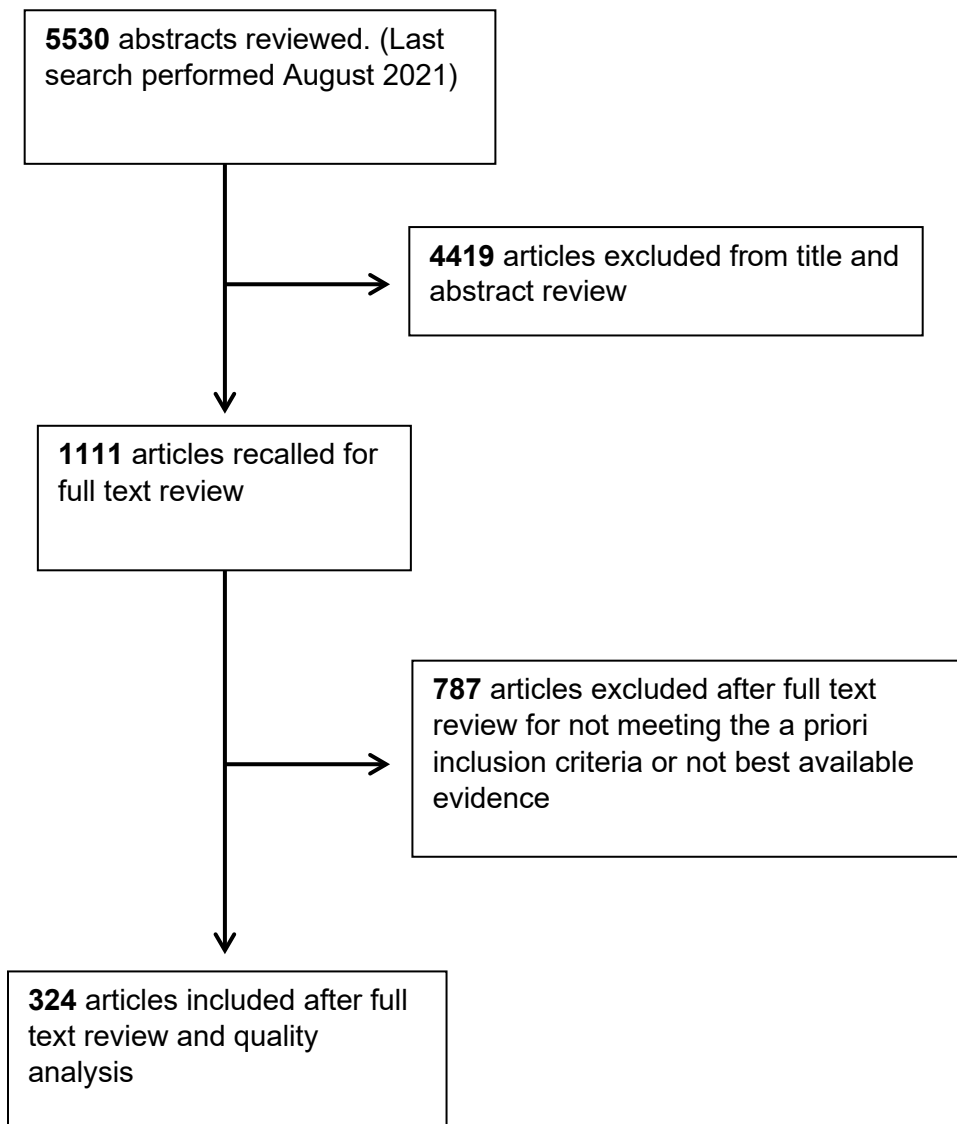 5530 abstracts reviewed. (Last
search performed August 2021)
4419 articles excluded from title and
abstract review
1111 articles recalled for
full text review
787 articles excluded after full text
review for not meeting the a priori
inclusion criteria or not best available
evidence
324 articles included after full
text review and quality
analysis